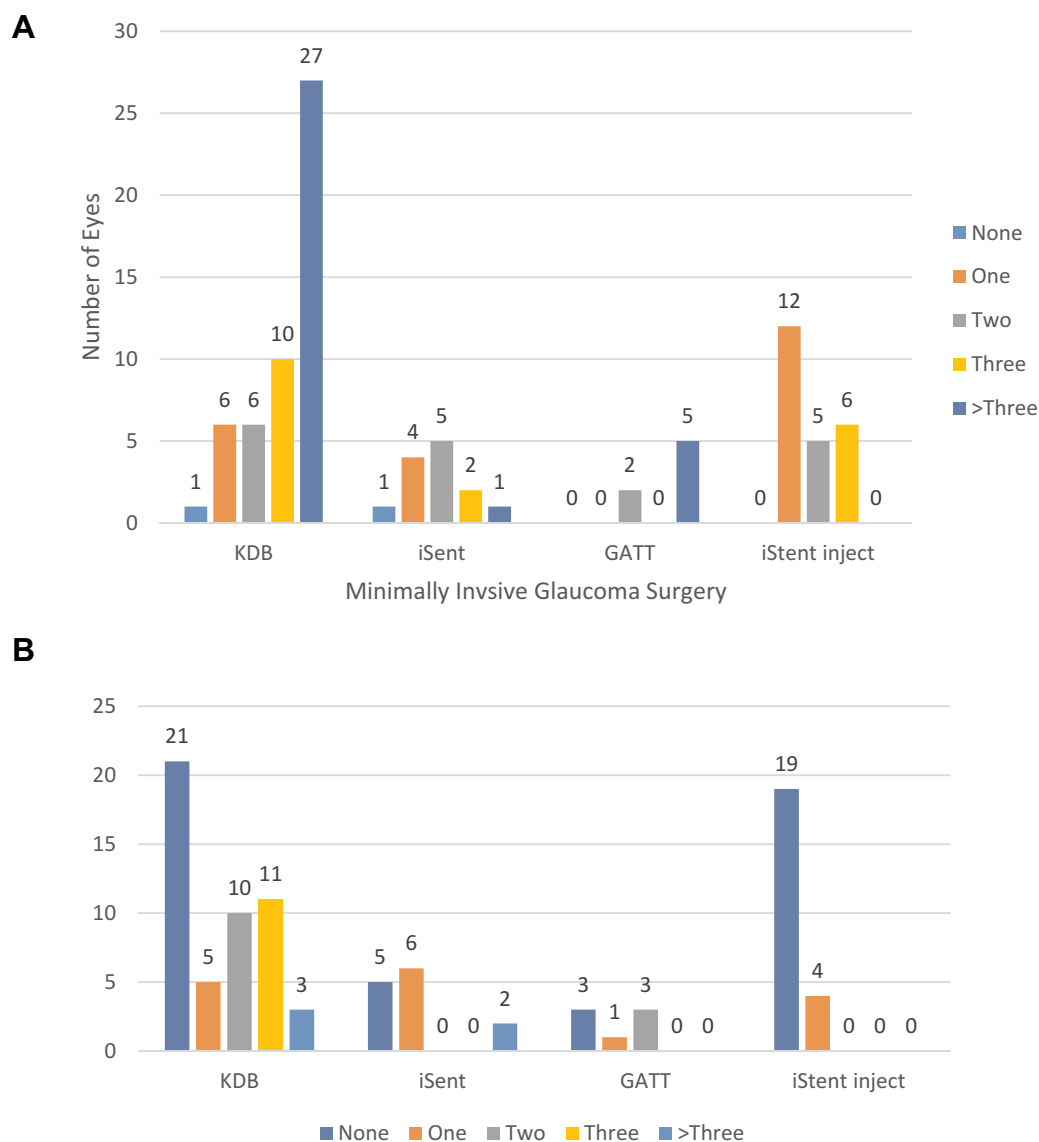 A
30
27
25
20
Number of Eyes
None
15
One
12
Two
10
10
Three
6 6
6
5 5
5
>Three
5
4
2 2
1 1 1
0 0 0 0 0
0
KDB iSent GATT iStent inject
Minimally Invsive Glaucoma Surgery
B
25
21
19
20
15
11
10
10
6
5 5
4
5
3 3 3
2
1
0 0 0 0 0 0 0
0
KDB iSent GATT iStent inject
None One Two Three >Three